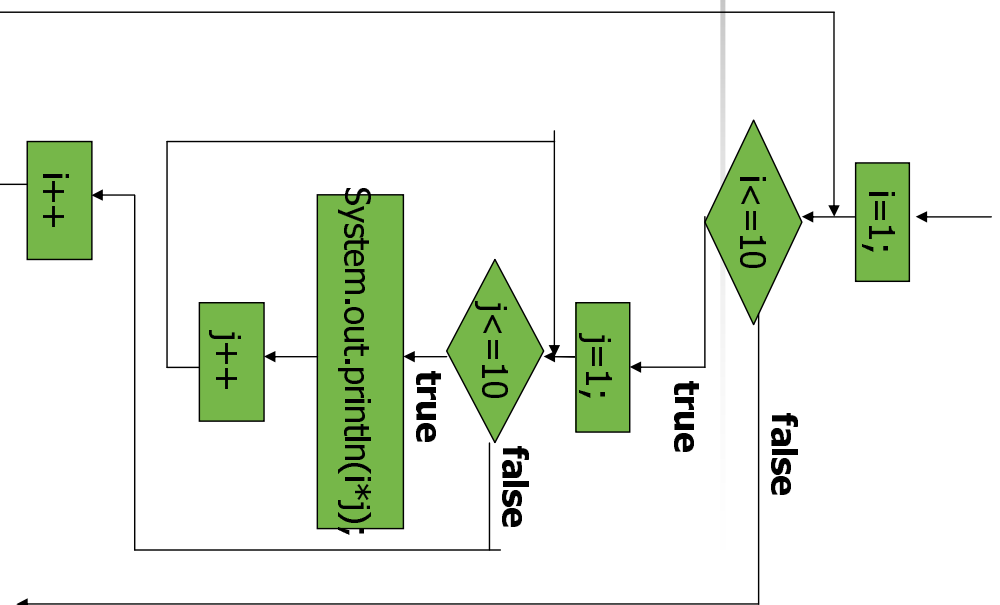 i=1;
i<=10
false
true
j=1;
j<=10
false
true
System.out.println(i*j);
j++
i++